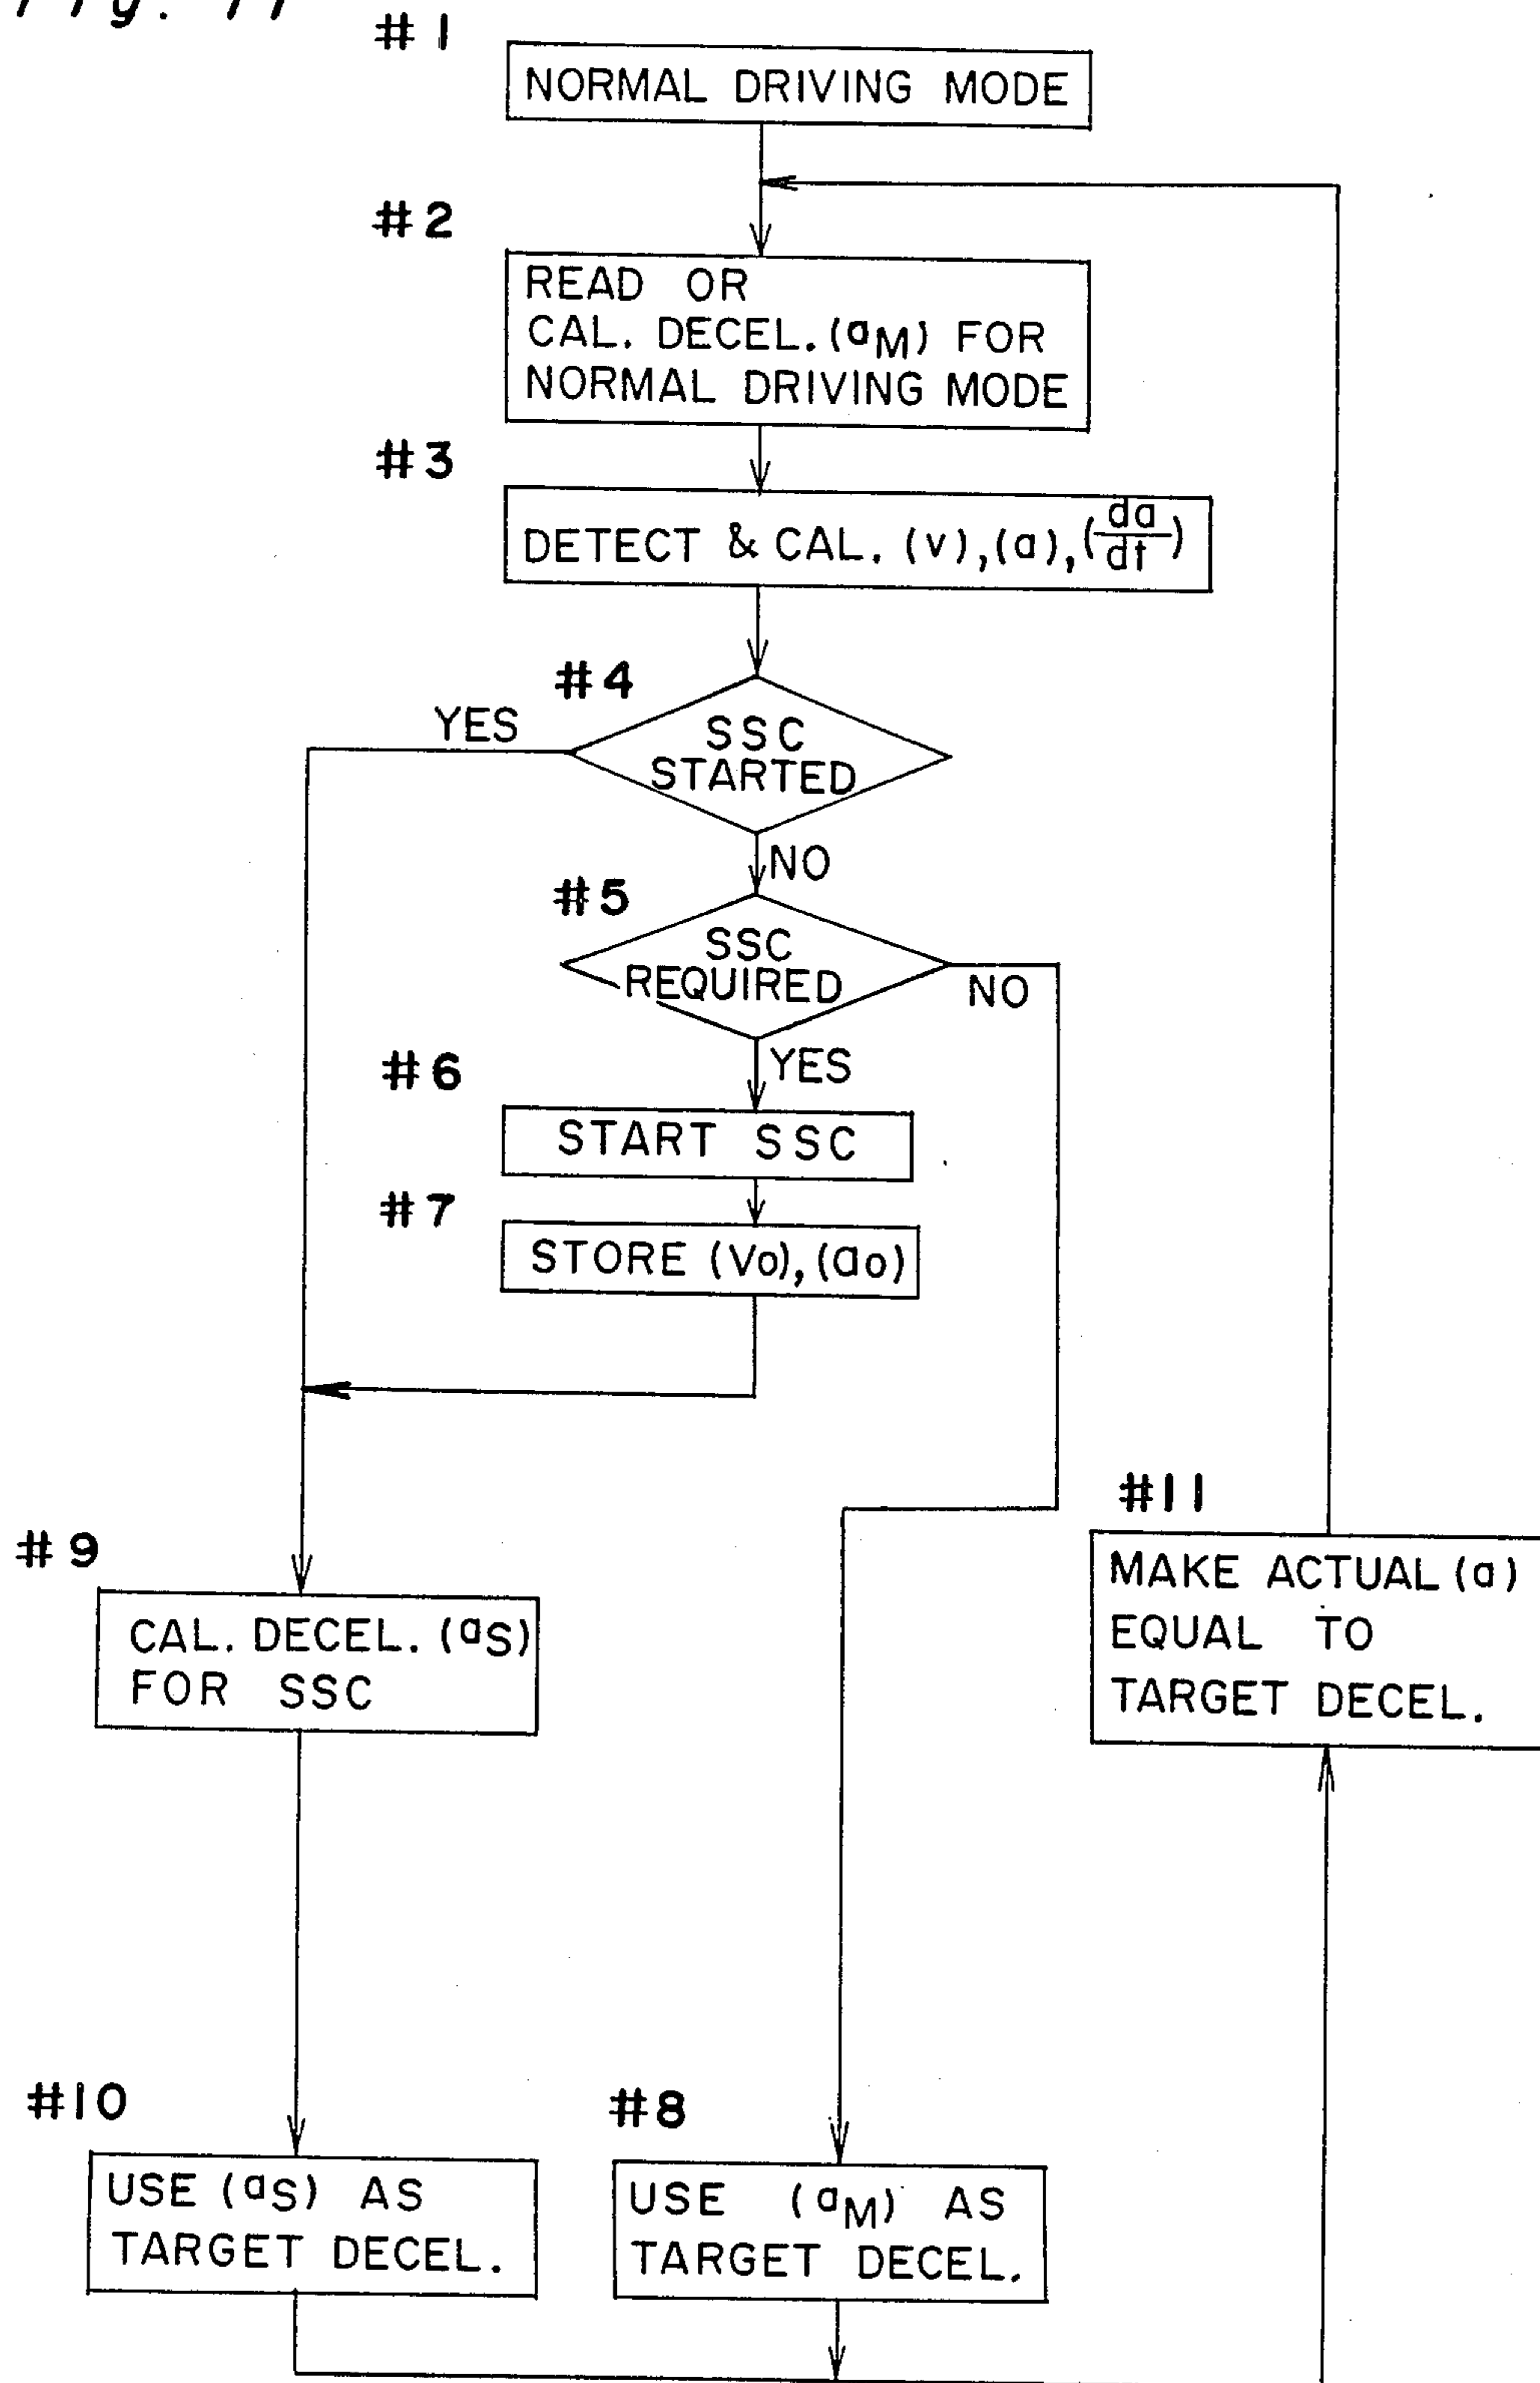 Fig. 11
#1
NORMAL DRIVING MODE
#2
READ OR
CAL. DECEL.(aM) FOR
NORMAL DRIVING MODE
#3
DETECT & CAL. (v),(a),(da/dt)
#4
YES
SSC
STARTED
NO
#5
SSC
REQUIRED
NO
YES
#6
START SSC
#7
STORE (Vo),(ao)
#11
MAKE ACTUAL (a)
EQUAL TO
TARGET DECEL.
#9
CAL. DECEL. (aS)
FOR SSC
#10
USE (aS) AS
TARGET DECEL.
#8
USE (aM) AS
TARGET DECEL.